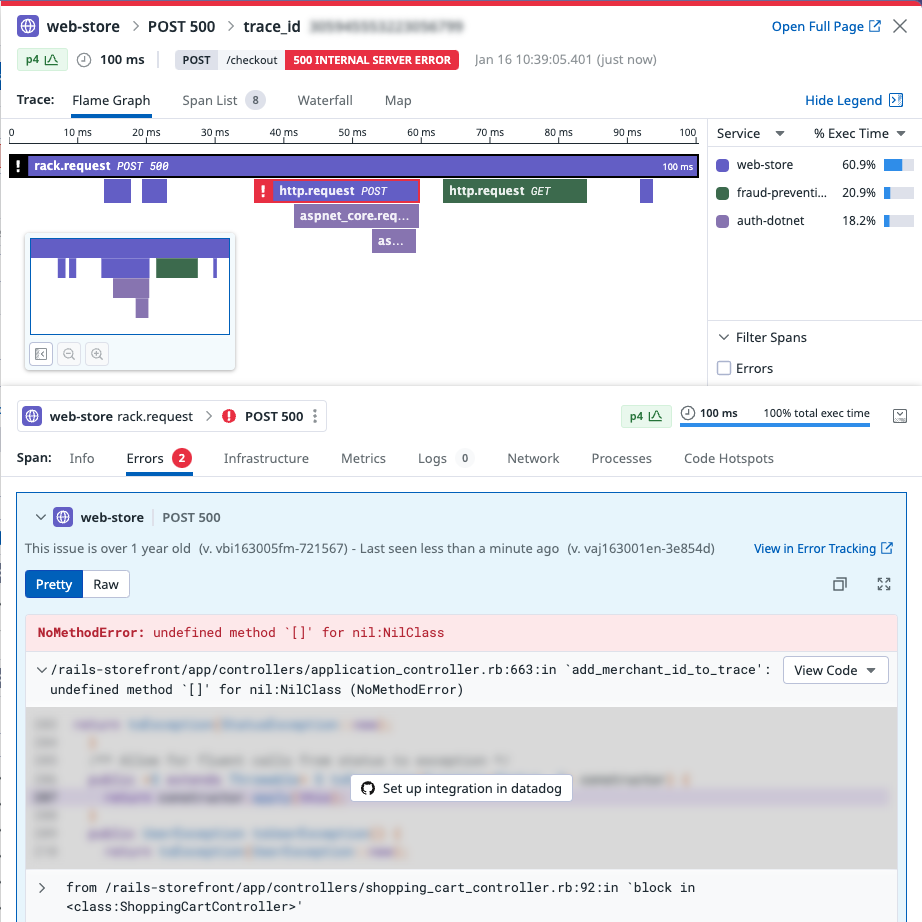 web-store > POST 500 > trace_id
Open Full Page
p4 100 ms POST /checkout 500 INTERNAL SERVER ERROR Jan 16 10:39:05.401 (just now)
Trace: Flame Graph Span List 8 Waterfall Map Hide Legend
0 10 ms 20 ms 30 ms 40 ms 50 ms 60 ms 70 ms 80 ms 90 ms 100
Service % Exec Time
! rack.request POST 500 100 ms
web-store 60.9%
! http.request POST http.request GET
fraud-preventi... 20.9%
aspnet_core.req...
auth-dotnet 18.2%
as...
Filter Spans
Errors
web-store rack.request > ! POST 500
p4 100 ms 100% total exec time
Span: Info Errors 2 Infrastructure Metrics Logs 0 Network Processes Code Hotspots
web-store POST 500
This issue is over 1 year old (v. vbi163005fm-721567) - Last seen less than a minute ago (v. vaj163001en-3e854d) View in Error Tracking
Pretty Raw
NoMethodError: undefined method `[]' for nil:NilClass
/rails-storefront/app/controllers/application_controller.rb:663:in `add_merchant_id_to_trace':
undefined method `[]' for nil:NilClass (NoMethodError)
View Code
Set up integration in datadog
from /rails-storefront/app/controllers/shopping_cart_controller.rb:92:in `block in
<class:ShoppingCartController>'